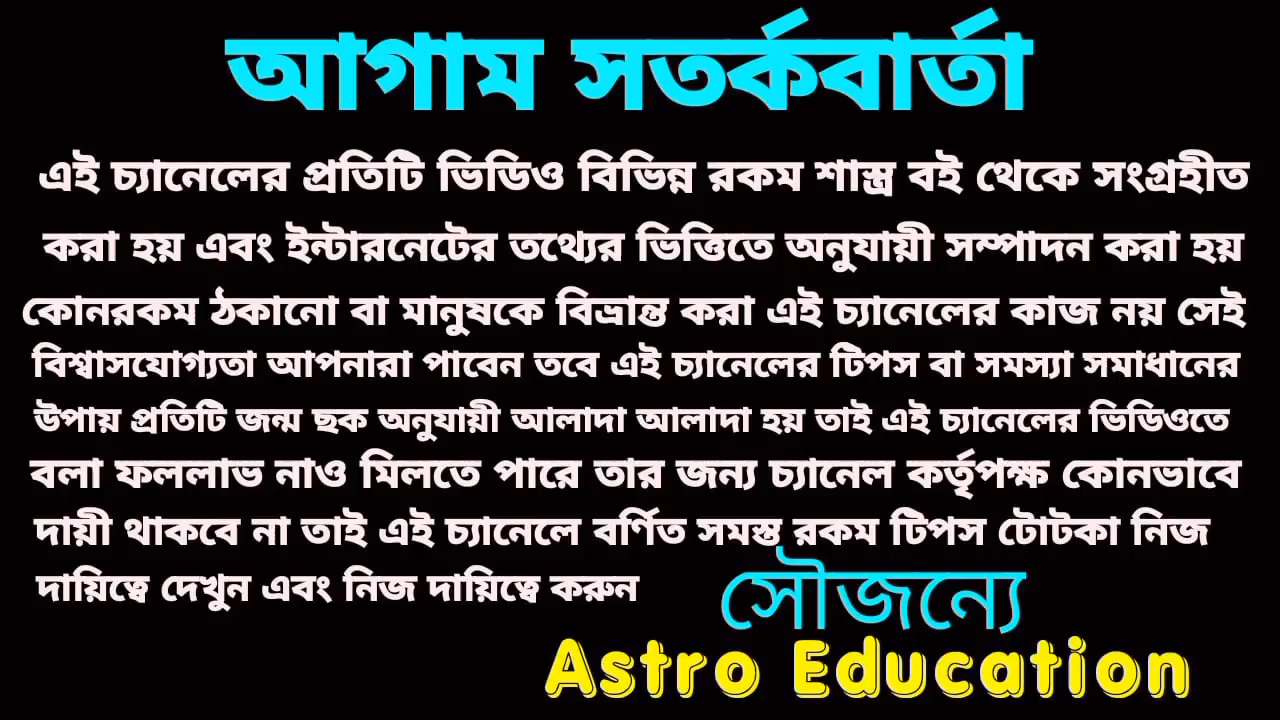 আগাম সতর্কবার্তা
এই চ্যানেলের প্রতিটি ভিডিও বিভিন্ন রকম শাস্ত্র বই থেকে সংগ্রহীত
করা হয় এবং ইন্টারনেটের তথ্যের ভিত্তিতে অনুযায়ী সম্পাদন করা হয়
কোনরকম ঠকানো বা মানুষকে বিভ্রান্ত করা এই চ্যানেলের কাজ নয় সেই
বিশ্বাসযোগ্যতা আপনারা পাবেন তবে এই চ্যানেলের টিপস বা সমস্যা সমাধানের
উপায় প্রতিটি জন্ম ছক অনুযায়ী আলাদা আলাদা হয় তাই এই চ্যানেলের ভিডিওতে
বলা ফললাভ নাও মিলতে পারে তার জন্য চ্যানেল কর্তৃপক্ষ কোনভাবে
দায়ী থাকবে না তাই এই চ্যানেলে বর্ণিত সমস্ত রকম টিপস টোটকা নিজ
দায়িত্বে দেখুন এবং নিজ দায়িত্বে করুন
সৌজন্যে
Astro Education